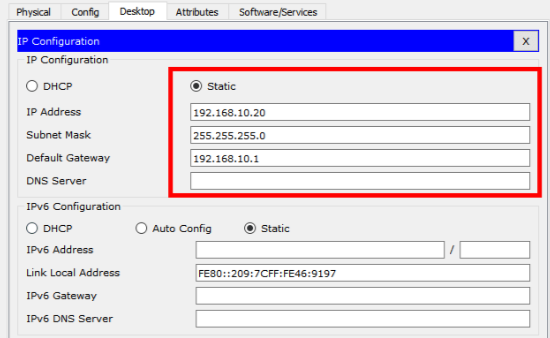 Physical Config Desktop Attributes Software/Services
IP Configuration X
IP Configuration
DHCP Static
IP Address 192.168.10.20
Subnet Mask 255.255.255.0
Default Gateway 192.168.10.1
DNS Server
IPv6 Configuration
DHCP Auto Config Static
IPv6 Address /
Link Local Address FE80::209:7CFF:FE46:9197
IPv6 Gateway
IPv6 DNS Server